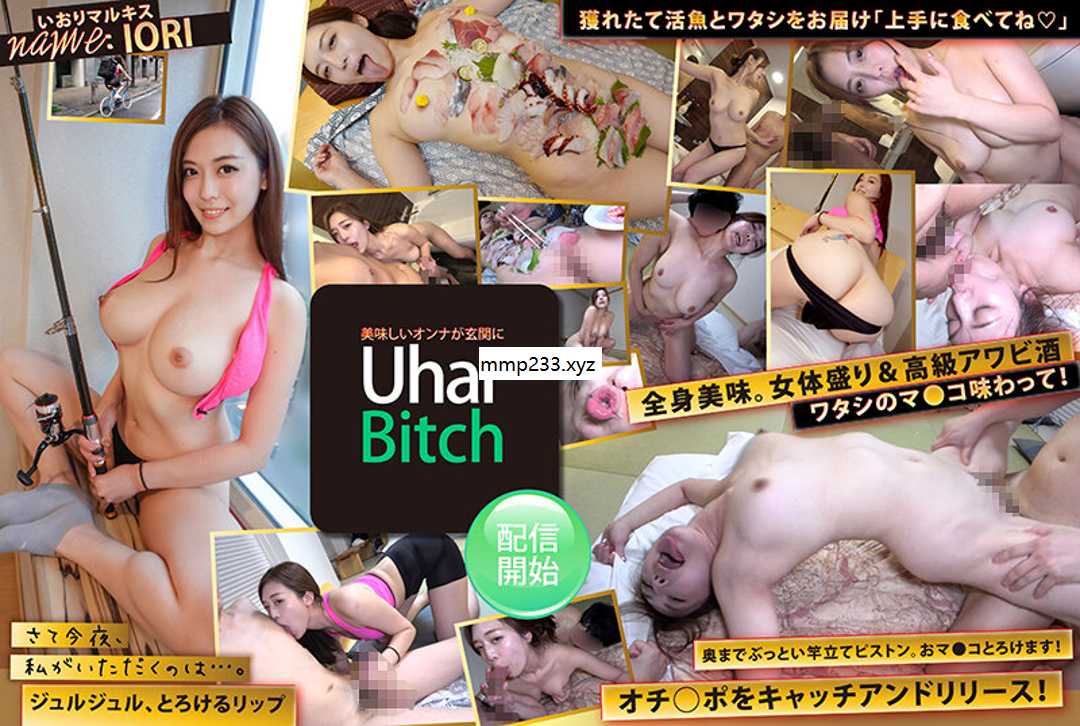 いおりマルキス
name: IORI
獲れたて活魚とワタシをお届け「上手に食べてね♡」
美味しいオンナが玄関に
Uhar
mmp233.xyz
Bitch
全身美味。女体盛り&高級アワビ酒
ワタシのマ●コ味わって!
配信
開始
さて今夜、
私がいただくのは…。
ジュルジュル、とろけるリップ
奥までぶっとい竿立てピストン。おマ●コとろけます!
オチ○ポをキャッチアンドリリース!